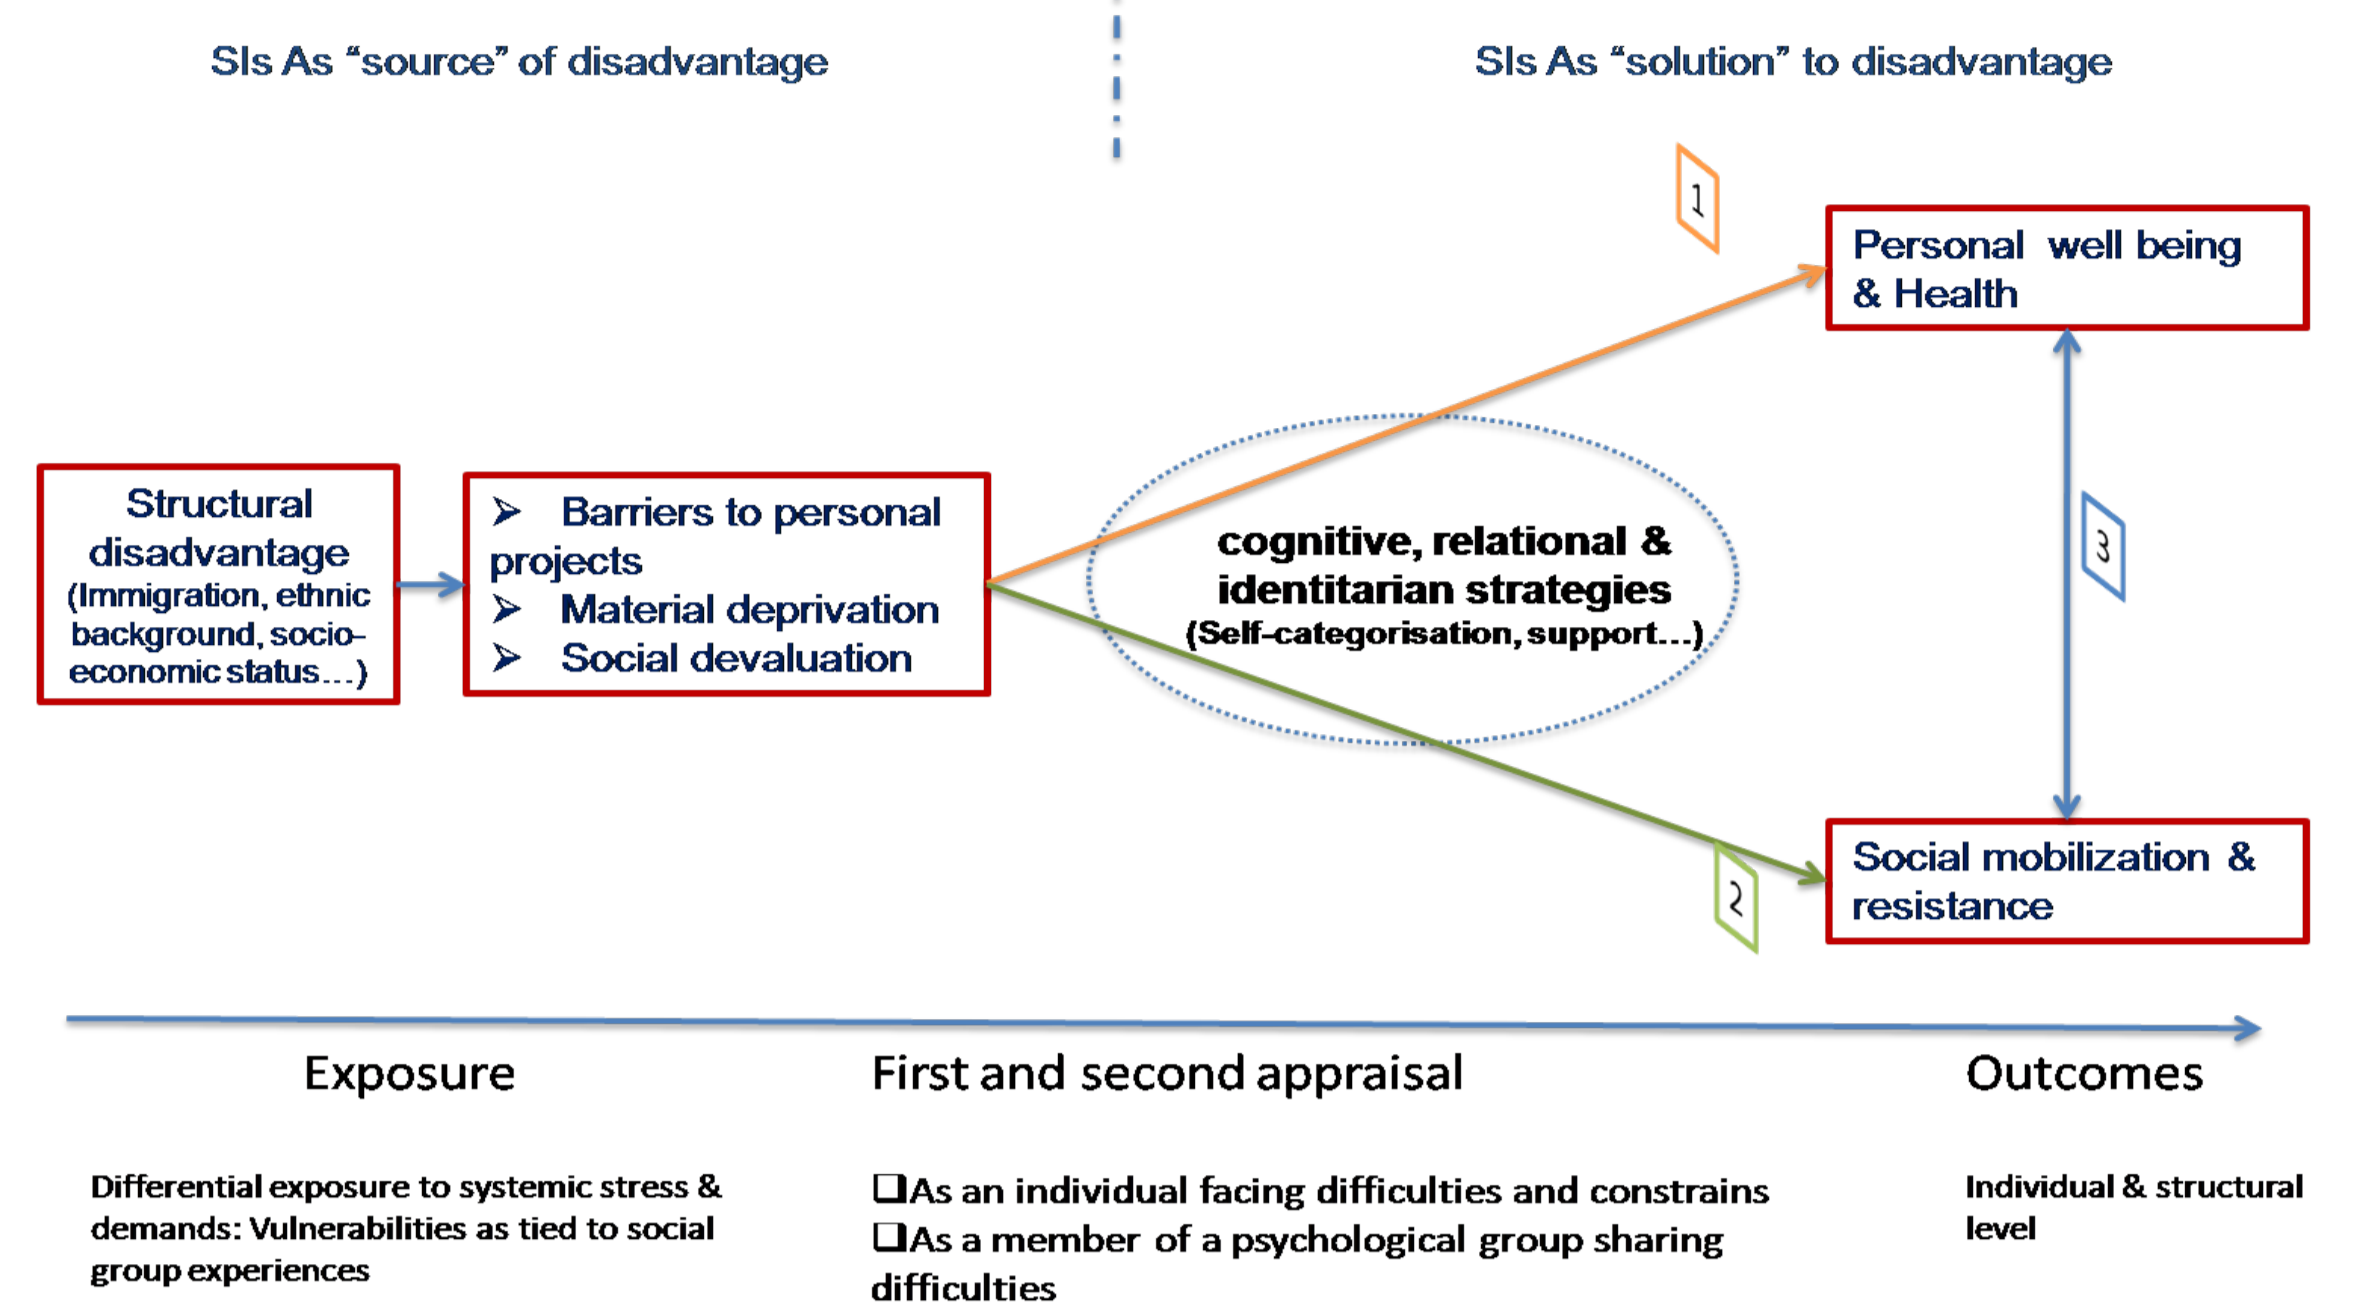 SIs As “source” of disadvantage
SIs As “solution” to disadvantage
1
Personal well being
& Health
Structural
disadvantage
(Immigration, ethnic
background, socio-
economic status...)
➢ Barriers to personal
projects
➢ Material deprivation
➢ Social devaluation
cognitive, relational &
identitarian strategies
(Self-categorisation, support...)
3
2
Social mobilization &
resistance
Exposure
First and second appraisal
Outcomes
Differential exposure to systemic stress &
demands: Vulnerabilities as tied to social
group experiences
❑As an individual facing difficulties and constrains
❑As a member of a psychological group sharing
difficulties
Individual & structural
level